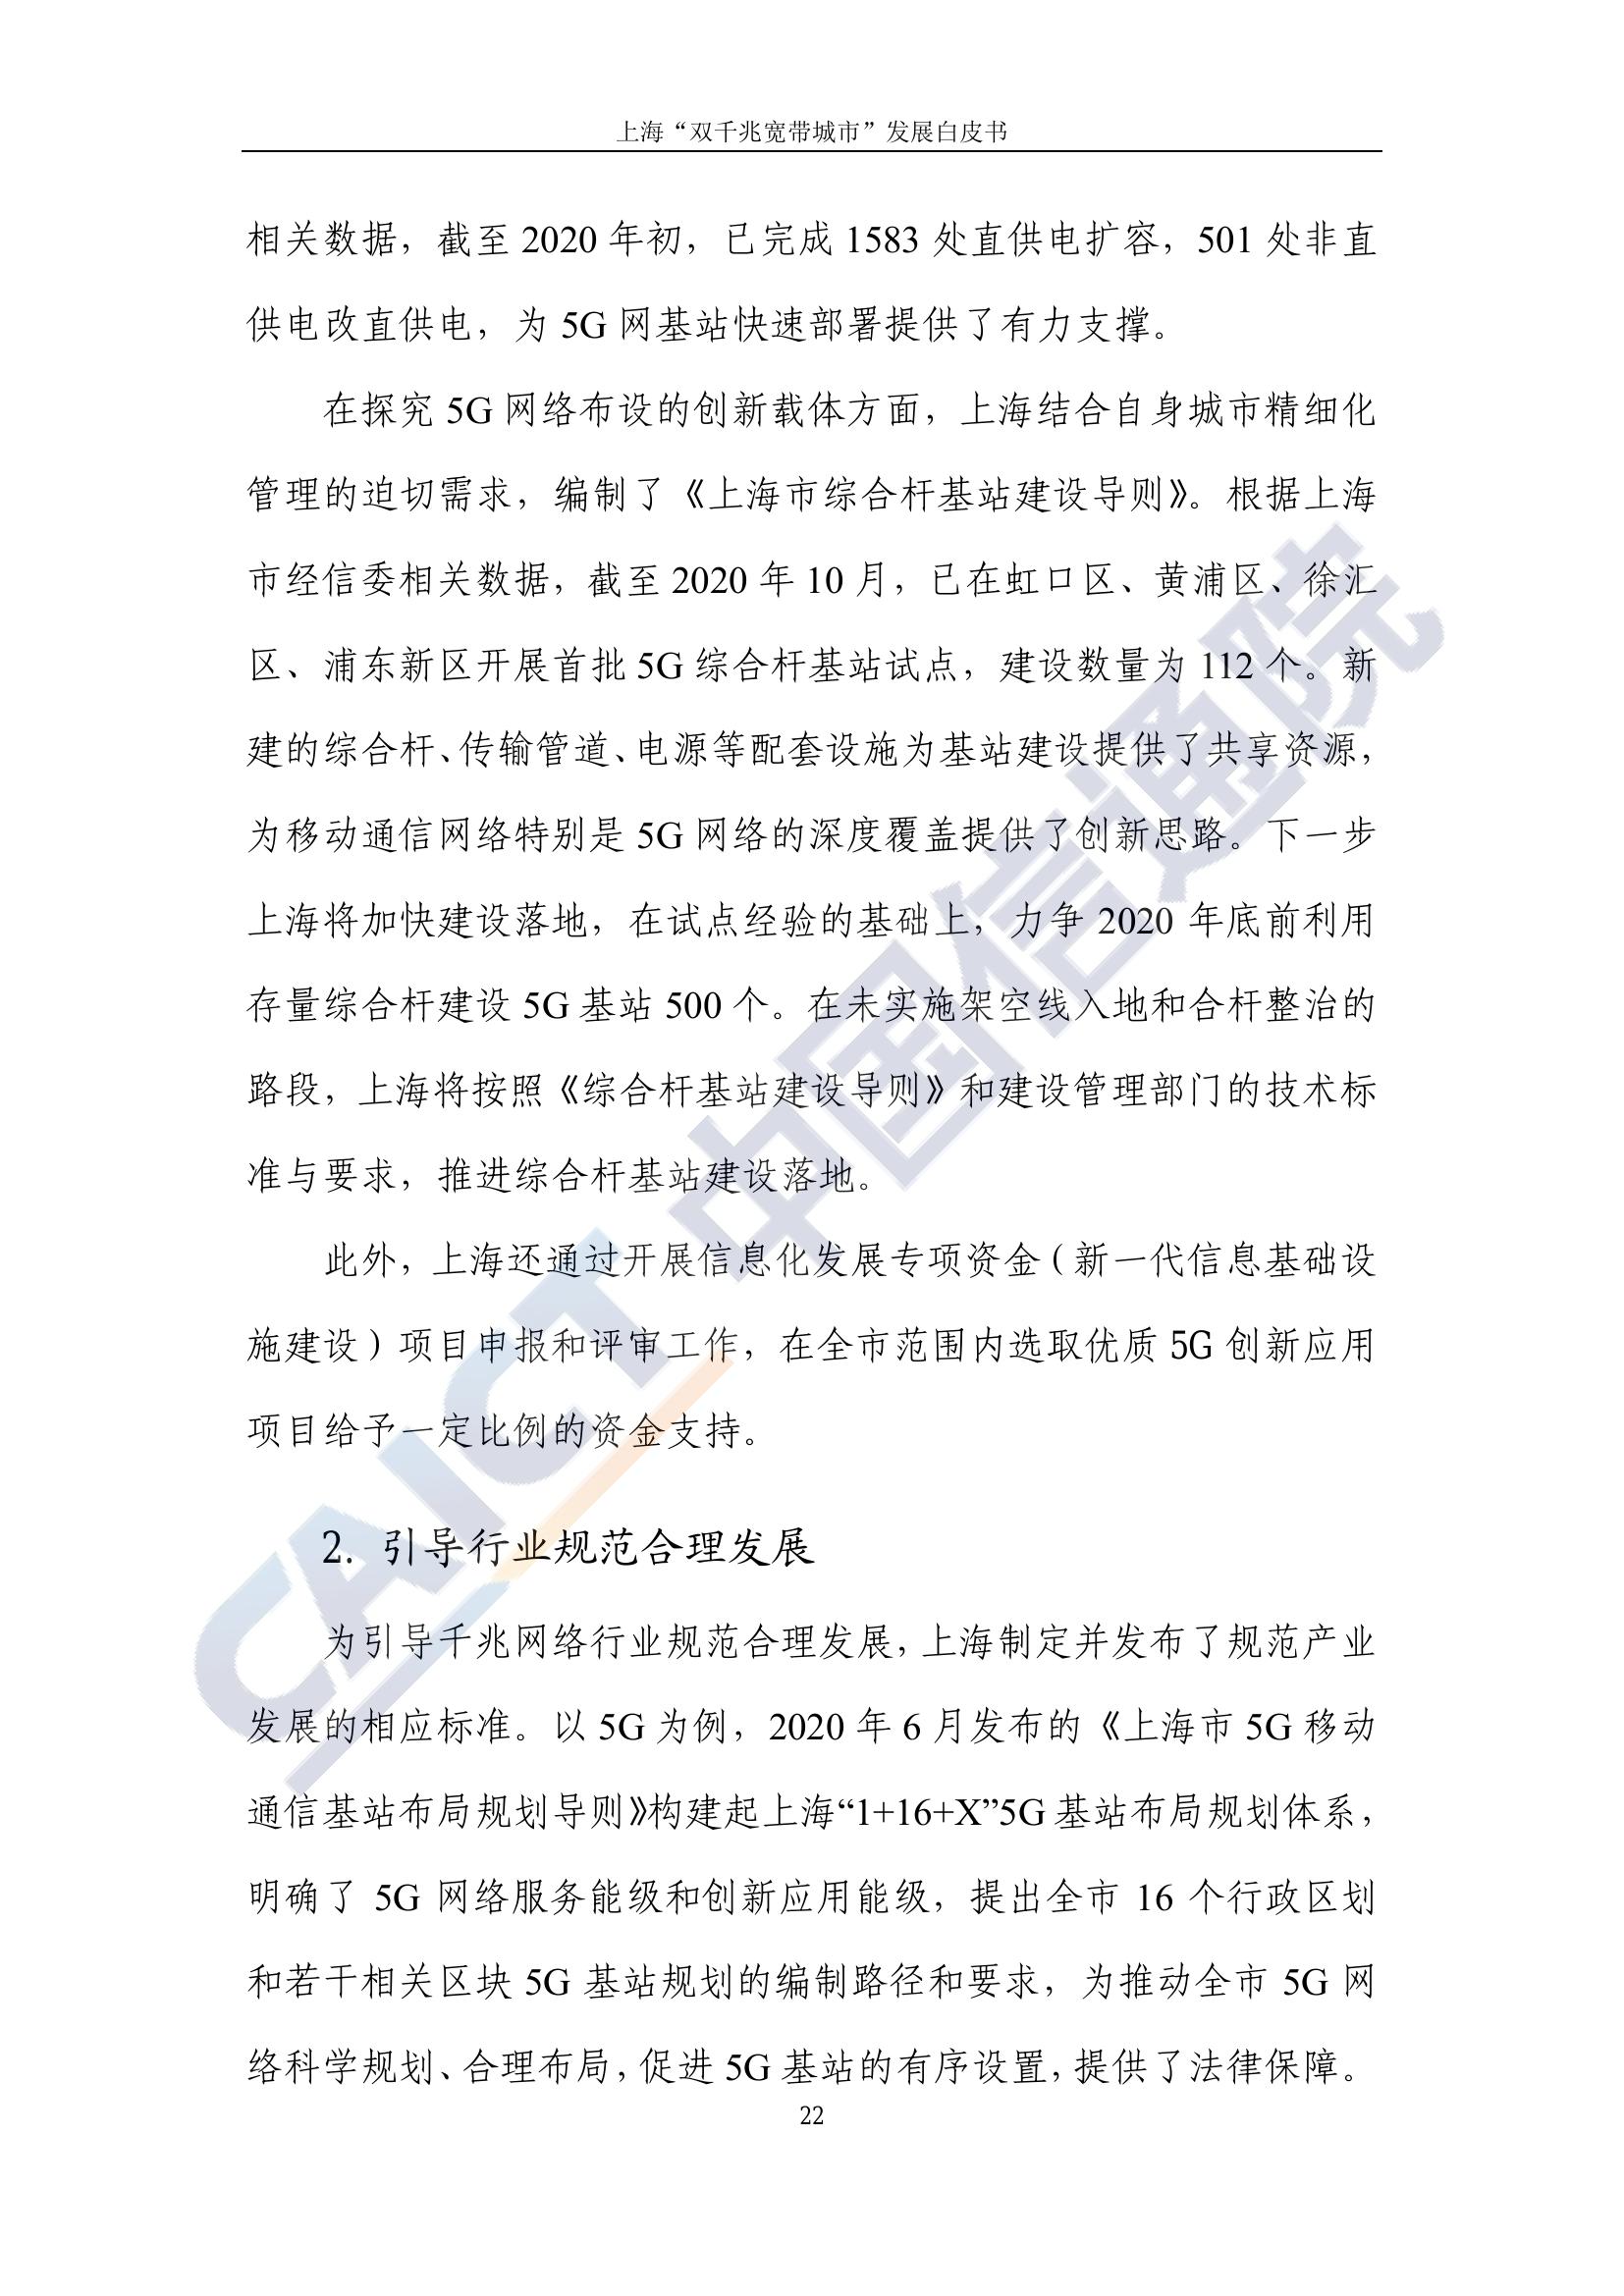 上海“双千兆宽带城市”发展白皮书
相关数据，截至 2020 年初，已完成 1583 处直供电扩容，501 处非直
供电改直供电，为 5G 网基站快速部署提供了有力支撑。
在探究 5G 网络布设的创新载体方面，上海结合自身城市精细化
管理的迫切需求，编制了《上海市综合杆基站建设导则》。根据上海
市经信委相关数据，截至 2020 年 10 月，已在虹口区、黄浦区、徐汇
区、浦东新区开展首批 5G 综合杆基站试点，建设数量为 112 个。新
建的综合杆、传输管道、电源等配套设施为基站建设提供了共享资源，
为移动通信网络特别是 5G 网络的深度覆盖提供了创新思路。下一步
上海将加快建设落地，在试点经验的基础上，力争 2020 年底前利用
存量综合杆建设 5G 基站 500 个。在未实施架空线入地和合杆整治的
路段，上海将按照《综合杆基站建设导则》和建设管理部门的技术标
准与要求，推进综合杆基站建设落地。
此外，上海还通过开展信息化发展专项资金（新一代信息基础设
施建设）项目申报和评审工作，在全市范围内选取优质 5G 创新应用
项目给予一定比例的资金支持。
2. 引导行业规范合理发展
为引导千兆网络行业规范合理发展，上海制定并发布了规范产业
发展的相应标准。以 5G 为例，2020 年 6 月发布的《上海市 5G 移动
通信基站布局规划导则》构建起上海“1+16+X”5G 基站布局规划体系，
明确了 5G 网络服务能级和创新应用能级，提出全市 16 个行政区划
和若干相关区块 5G 基站规划的编制路径和要求，为推动全市 5G 网
络科学规划、合理布局，促进 5G 基站的有序设置，提供了法律保障。
22
CAICT 中国信通院